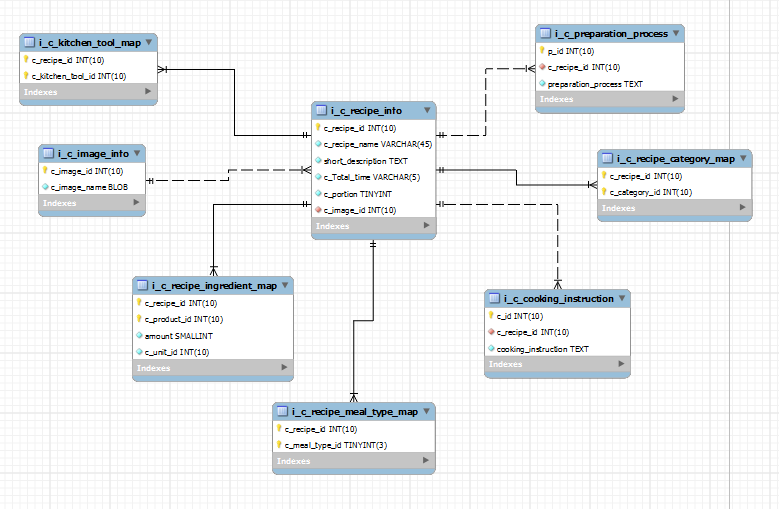 i_c_kitchen_tool_map
c_recipe_id INT(10)
c_kitchen_tool_id INT(10)
Indexes
i_c_preparation_process
p_id INT(10)
c_recipe_id INT(10)
preparation_process TEXT
Indexes
i_c_recipe_info
c_recipe_id INT(10)
c_recipe_name VARCHAR(45)
short_description TEXT
c_Total_time VARCHAR(5)
c_portion TINYINT
c_image_id INT(10)
Indexes
i_c_image_info
c_image_id INT(10)
c_image_name BLOB
Indexes
i_c_recipe_category_map
c_recipe_id INT(10)
c_category_id INT(10)
Indexes
i_c_recipe_ingredient_map
c_recipe_id INT(10)
c_product_id INT(10)
amount SMALLINT
c_unit_id INT(10)
Indexes
i_c_cooking_instruction
c_id INT(10)
c_recipe_id INT(10)
cooking_instruction TEXT
Indexes
i_c_recipe_meal_type_map
c_recipe_id INT(10)
c_meal_type_id TINYINT(3)
Indexes